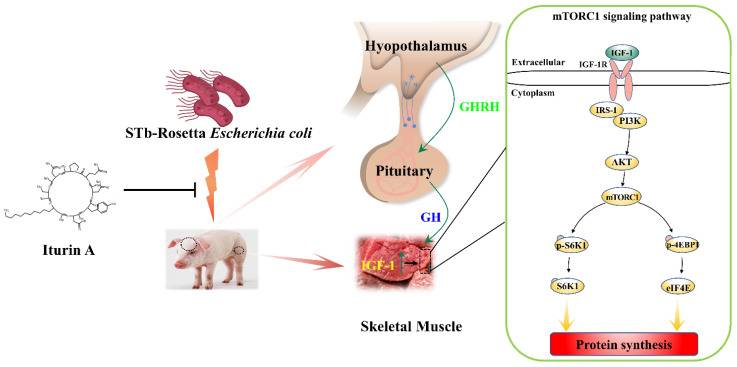 mTORC1 signaling pathway
Hyopothalamus
IGF-1
Extracellular
IGF-1R
Cytoplasm
GHRH
IRS-1
PI3K
STb-Rosetta Escherichia coli
AKT
Pituitary
mTORC1
GH
Iturin A
p-S6K1
p-4EBP1
IGF-1
S6K1
eIF4E
Skeletal Muscle
Protein synthesis